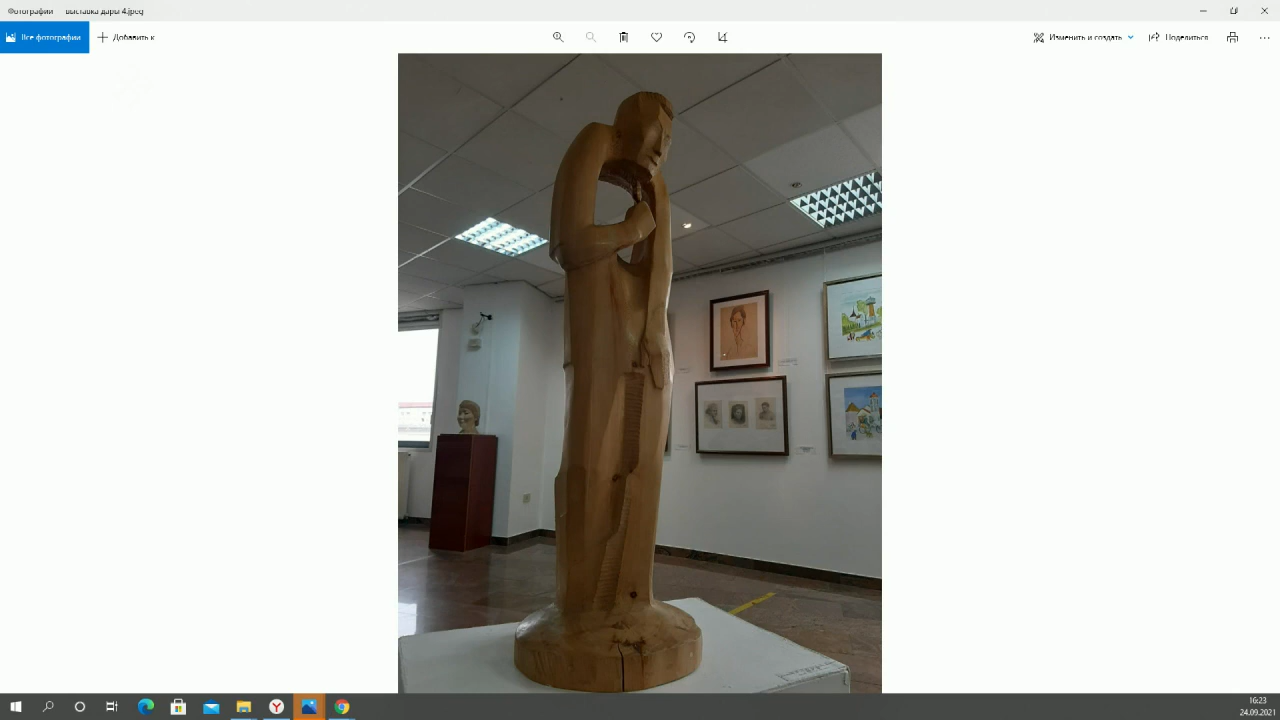 Фотографии выставка дары 4.jpeg
Все фотографии
Добавить к
Изменить и создать
Поделиться
16:23
24.09.2021